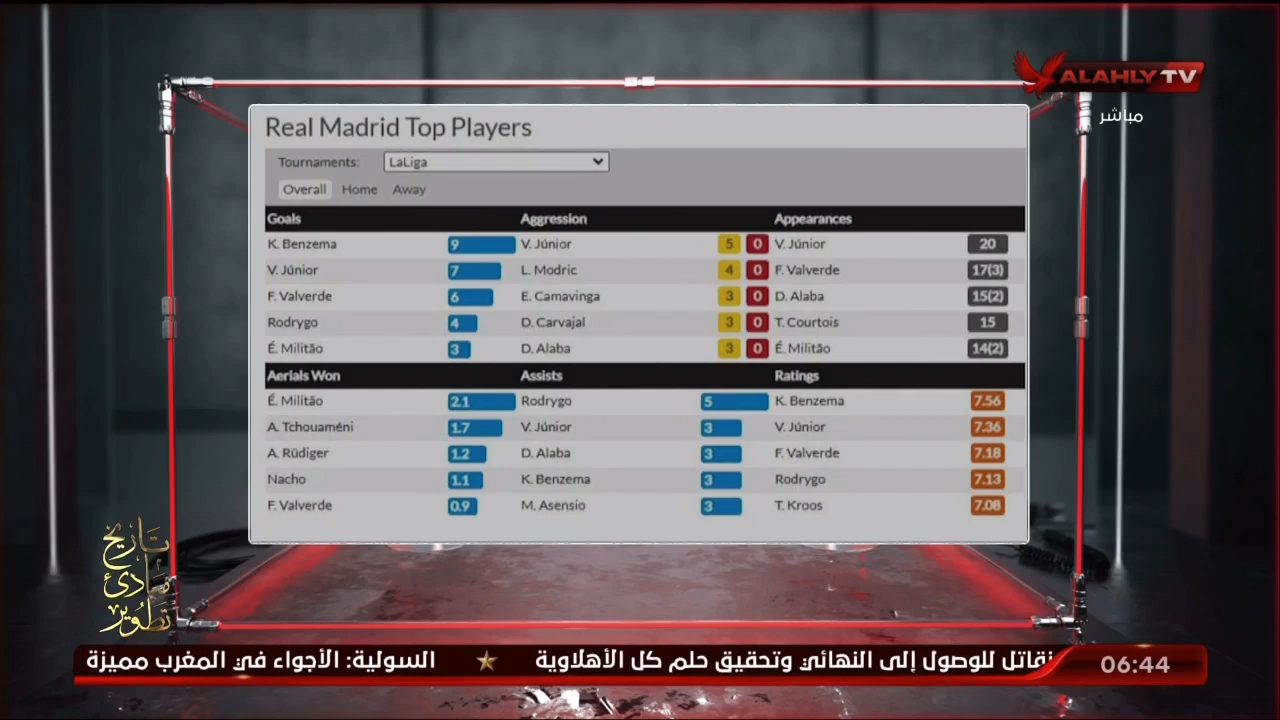 ALAHLY TV
مباشر
Real Madrid Top Players
Tournaments: LaLiga
Overall Home Away
Goals Aggression Appearances
K. Benzema 9 V. Júnior 5 0 V. Júnior 20
V. Júnior 7 L. Modric 4 0 F. Valverde 17(3)
F. Valverde 6 E. Camavinga 3 0 D. Alaba 15(2)
Rodrygo 4 D. Carvajal 3 0 T. Courtois 15
É. Militão 3 D. Alaba 3 0 É. Militão 14(2)
Aerials Won Assists Ratings
É. Militão 2.1 Rodrygo 5 K. Benzema 7.56
A. Tchouaméni 1.7 V. Júnior 3 V. Júnior 7.36
A. Rüdiger 1.2 D. Alaba 3 F. Valverde 7.18
Nacho 1.1 K. Benzema 3 Rodrygo 7.13
F. Valverde 0.9 M. Asensio 3 T. Kroos 7.08
تاريخ
مبادئ
تطوير
نقاتل للوصول إلى النهائي وتحقيق حلم كل الأهلاوية ★ السولية: الأجواء في المغرب مميزة
06:44